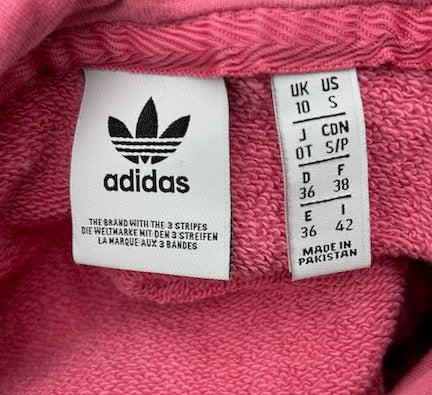 adidas
THE BRAND WITH THE 3 STRIPES
DIE WELTMARKE MIT DEN 3 STREIFEN
LA MARQUE AUX 3 BANDES
UK US
10 S
J CDN
OT S/P
D F
36 38
E I
36 42
MADE IN
PAKISTAN